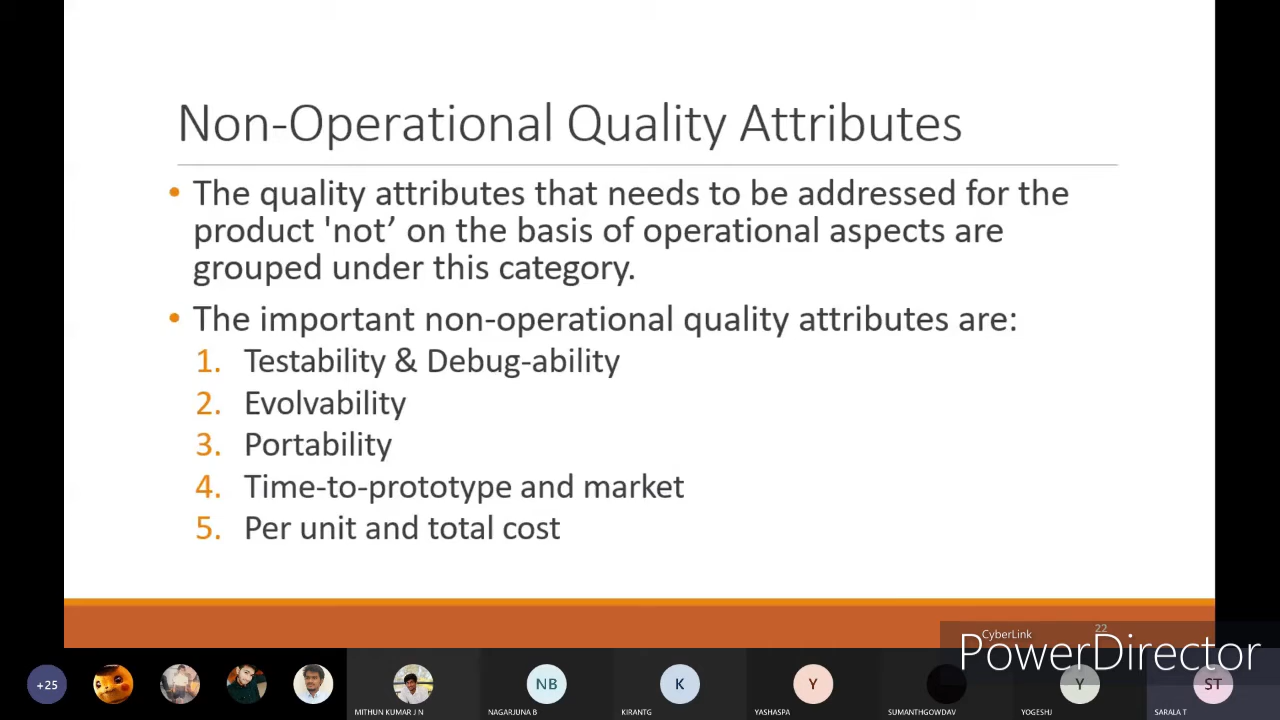 Non-Operational Quality Attributes
• The quality attributes that needs to be addressed for the
product 'not’ on the basis of operational aspects are
grouped under this category.
• The important non-operational quality attributes are:
1. Testability & Debug-ability
2. Evolvability
3. Portability
4. Time-to-prototype and market
5. Per unit and total cost
22
CyberLink
PowerDirector
+25
NB
K
Y
Y
ST
MITHUN KUMAR J N
NAGARJUNA B
KIRANTG
YASHASPA
SUMANTHGOWDAV
YOGESHJ
SARALA T